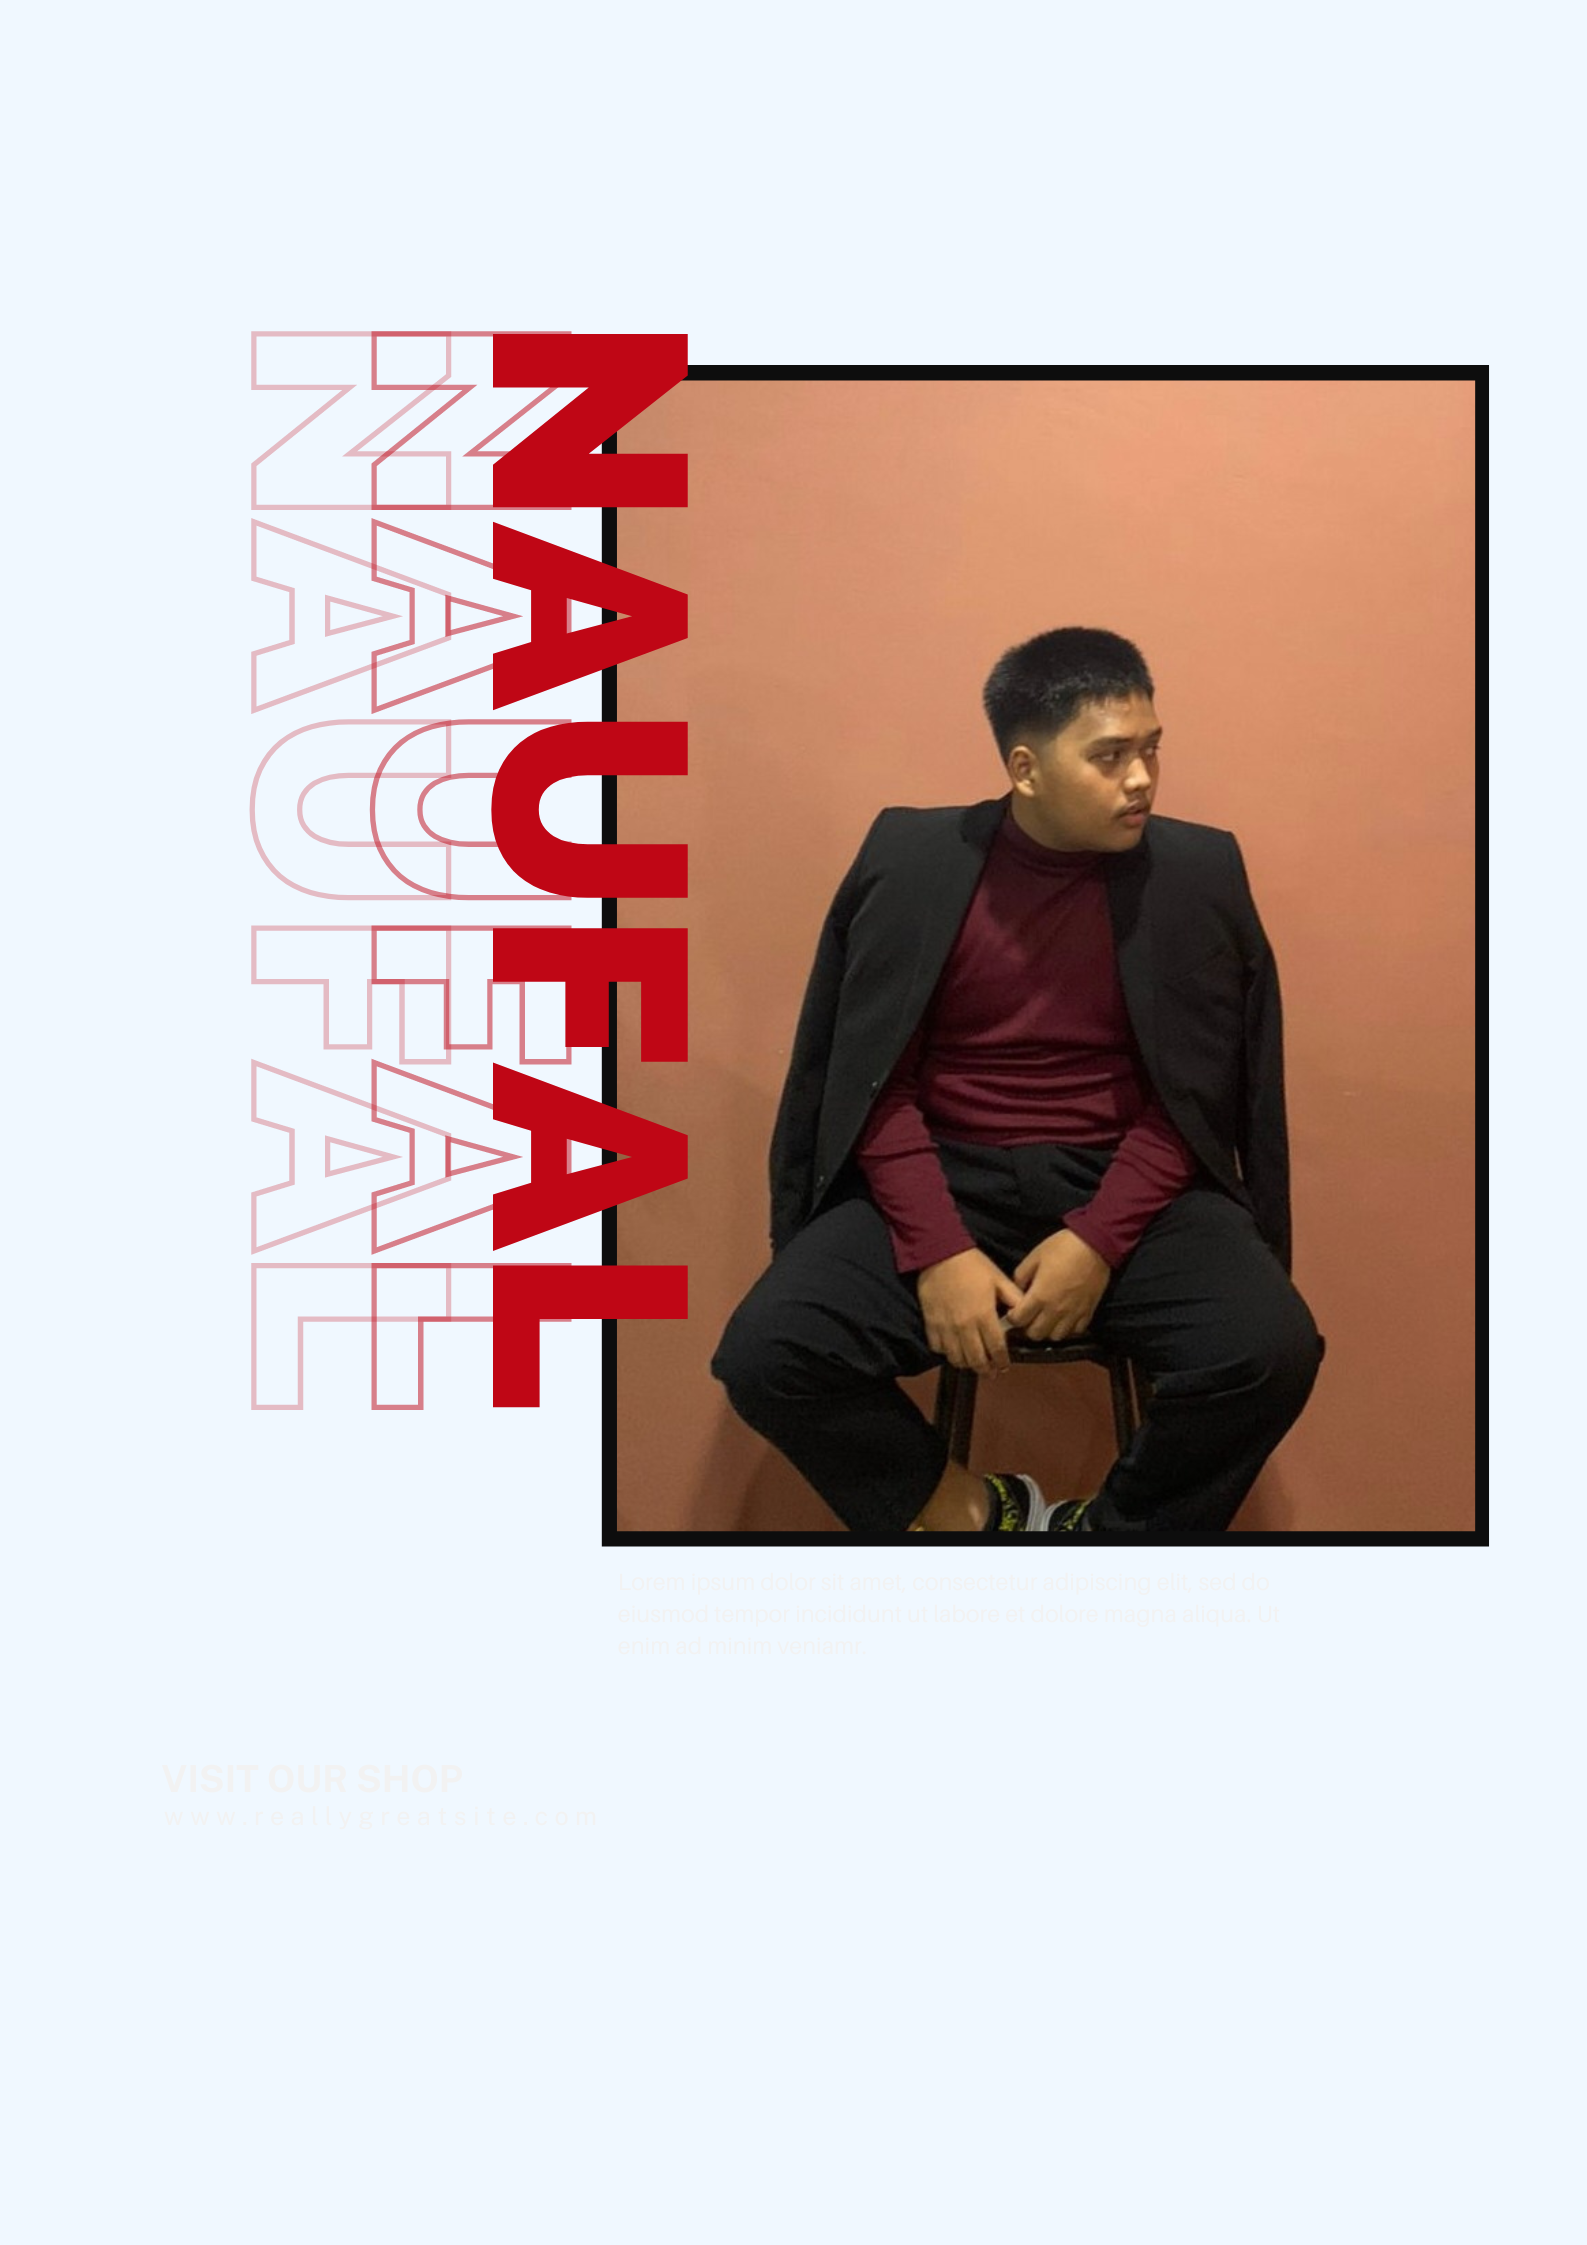 NAUFAL
NAUFAL
NAUFAL
Lorem ipsum dolor sit amet, consectetur adipiscing elit, sed do
eiusmod tempor incididunt ut labore et dolore magna aliqua. Ut
enim ad minim veniamr.
VISIT OUR SHOP
www.reallygreatsite.com